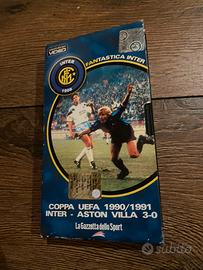 VIDEO
FANTASTICA INTER
INTER
1908
COPPA UEFA 1990/1991
INTER - ASTON VILLA 3-0
La Gazzetta dello Sport
subito